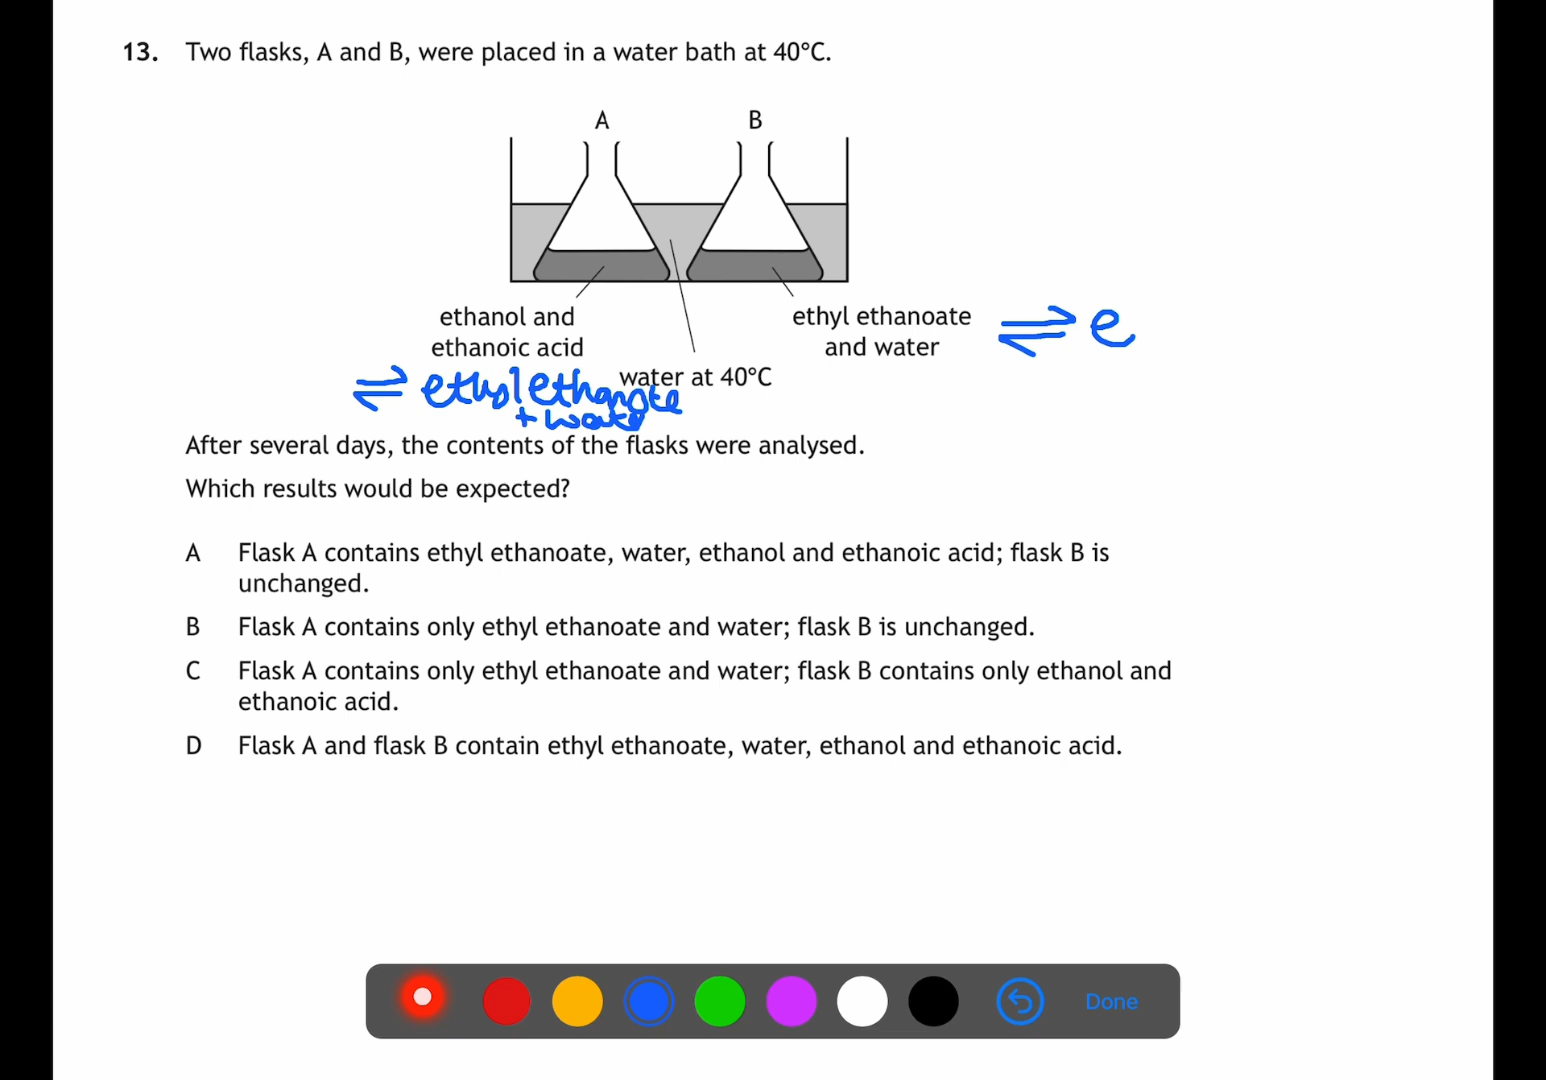 13. Two flasks, A and B, were placed in a water bath at 40°C.
A B
ethanol and
ethanoic acid
ethyl ethanoate
and water
⇌ e
water at 40°C
⇌ ethyl ethanoate
+ water
After several days, the contents of the flasks were analysed.
Which results would be expected?
A Flask A contains ethyl ethanoate, water, ethanol and ethanoic acid; flask B is
unchanged.
B Flask A contains only ethyl ethanoate and water; flask B is unchanged.
C Flask A contains only ethyl ethanoate and water; flask B contains only ethanol and
ethanoic acid.
D Flask A and flask B contain ethyl ethanoate, water, ethanol and ethanoic acid.
Done